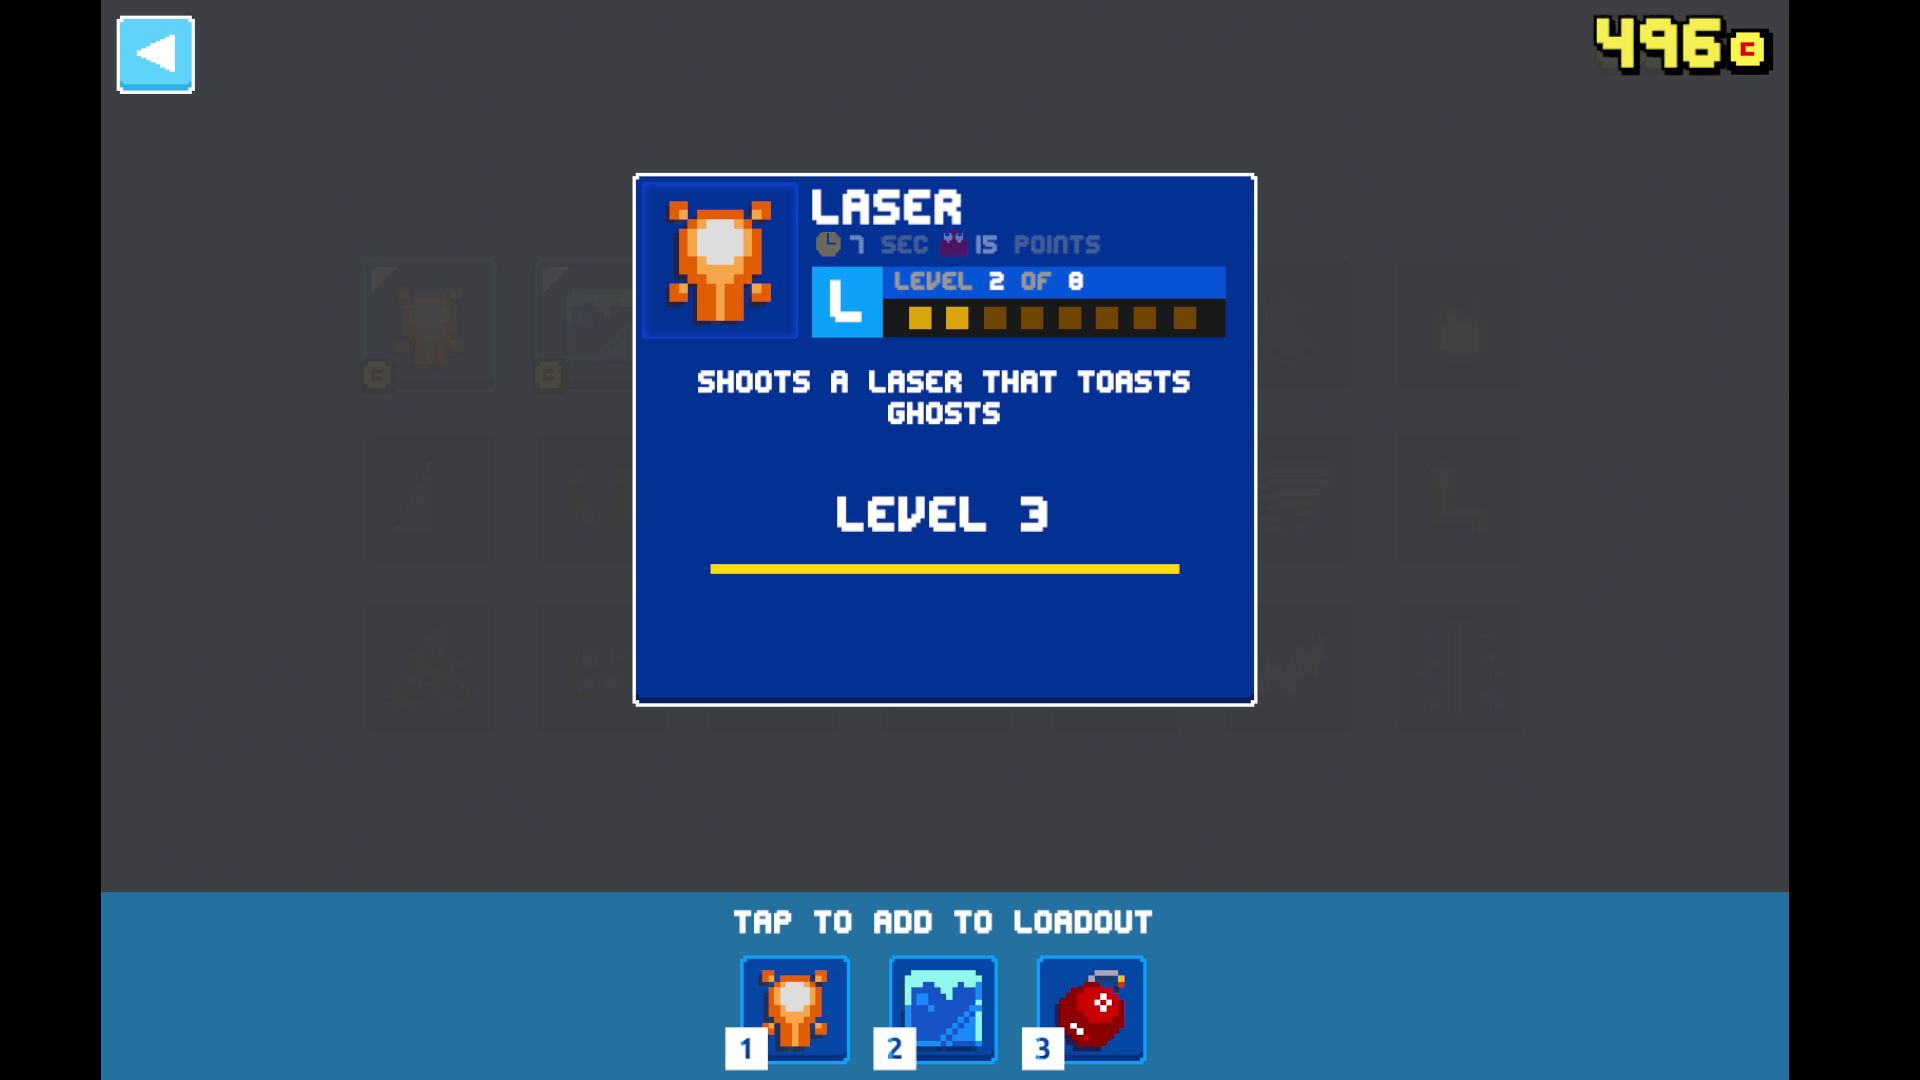 496 C
LASER
7 SEC 15 POINTS
L
LEVEL 2 OF 8
SHOOTS A LASER THAT TOASTS
GHOSTS
LEVEL 3
C C
TAP TO ADD TO LOADOUT
1 2 3